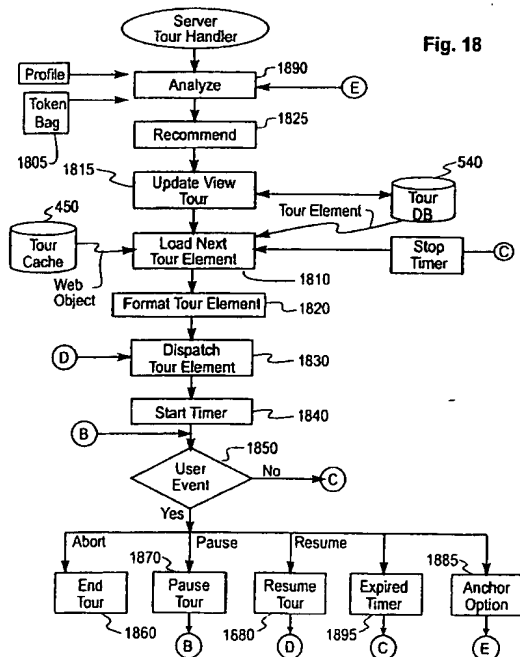 Server
Tour Handler
Fig. 18
Profile
1890
Analyze
E
Token
Bag
1805
1825
Recommend
1815
Update View
Tour
540
Tour
DB
Tour Element
450
Tour
Cache
Web
Object
Load Next
Tour Element
1810
Stop
Timer
C
Format Tour Element
1820
D
Dispatch
Tour Element
1830
Start Timer
1840
B
1850
User
Event
No
C
Yes
Abort
Pause
Resume
1870
1885
End
Tour
Pause
Tour
Resume
Tour
Expired
Timer
Anchor
Option
1860
1680
1895
B
D
C
E